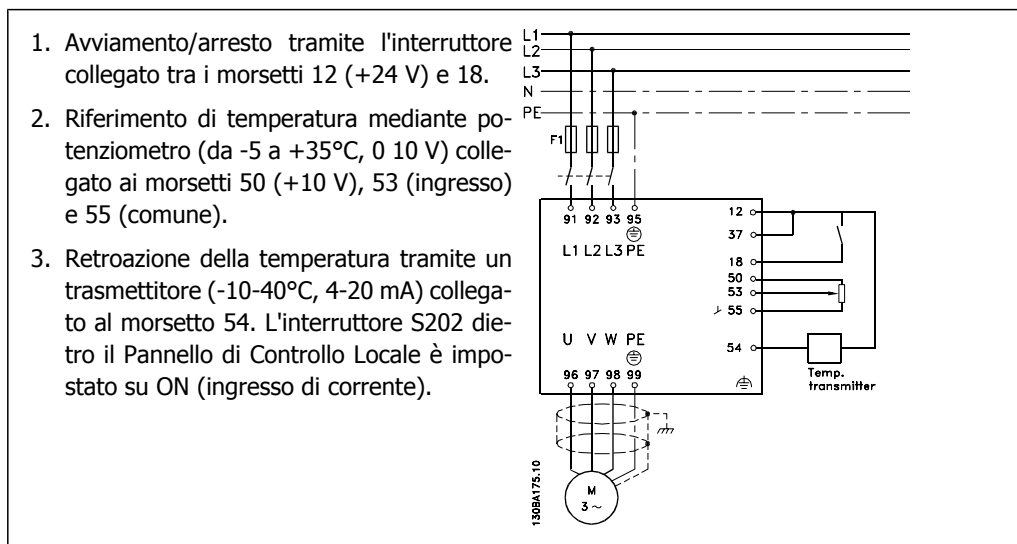 1. Avviamento/arresto tramite l'interruttore
collegato tra i morsetti 12 (+24 V) e 18.
2. Riferimento di temperatura mediante po-
tenziometro (da -5 a +35°C, 0 10 V) colle-
gato ai morsetti 50 (+10 V), 53 (ingresso)
e 55 (comune).
3. Retroazione della temperatura tramite un
trasmettitore (-10-40°C, 4-20 mA) collega-
to al morsetto 54. L'interruttore S202 die-
tro il Pannello di Controllo Locale è impo-
stato su ON (ingresso di corrente).
L1
L2
L3
N
PE
F1
91 92 93 95
L1 L2 L3 PE
12
37
18
50
53
55
54
Temp.
transmitter
U V W PE
96 97 98 99
M
3 ~
130BA175.10